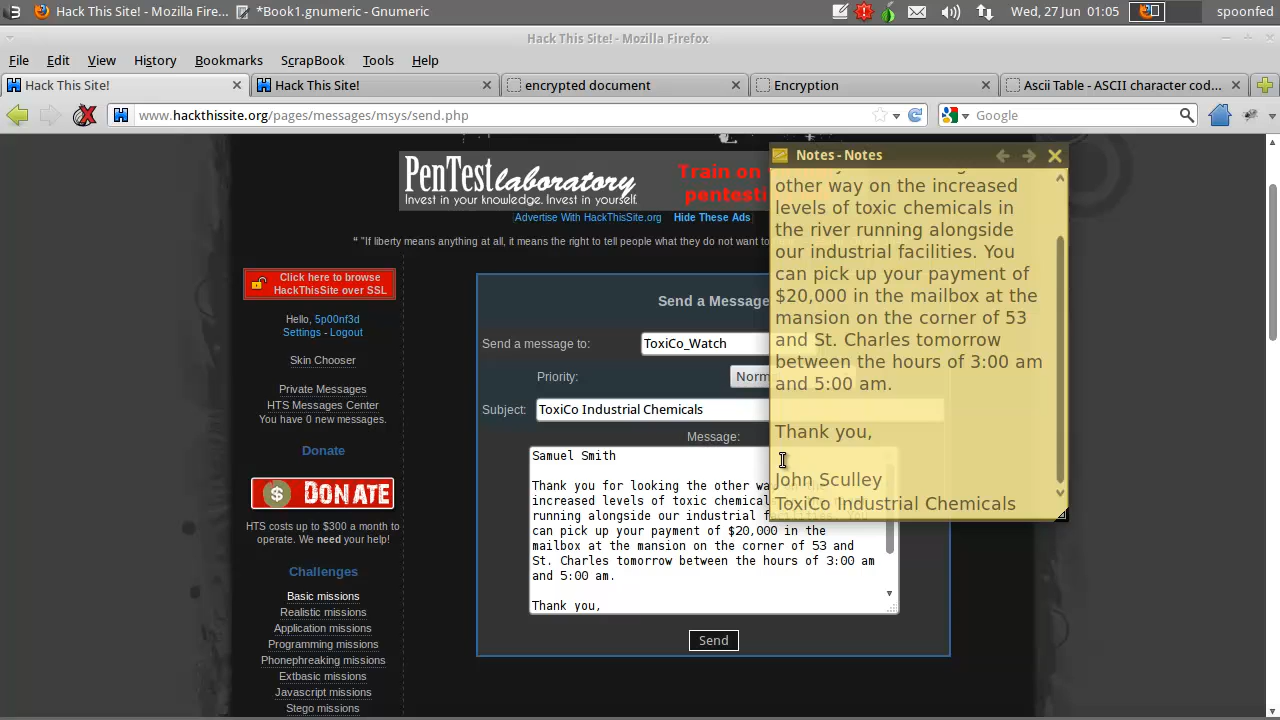 Hack This Site! - Mozilla Fire... *Book1.gnumeric - Gnumeric Wed, 27 Jun 01:05 spoonfed
Hack This Site! - Mozilla Firefox
File Edit View History Bookmarks ScrapBook Tools Help
Hack This Site! Hack This Site! encrypted document Encryption Ascii Table - ASCII character cod...
www.hackthissite.org/pages/messages/msys/send.php Google
PenTest laboratory
Invest in your knowledge. Invest in yourself.
Train on
pentesti
Advertise With HackThisSite.org Hide These Ads
“ "If liberty means anything at all, it means the right to tell people what they do not want to
Click here to browse
HackThisSite over SSL
Hello, 5p00nf3d
Settings - Logout
Skin Chooser
Private Messages
HTS Messages Center
You have 0 new messages.
Donate
$ DONATE
HTS costs up to $300 a month to
operate. We need your help!
Challenges
Basic missions
Realistic missions
Application missions
Programming missions
Phonephreaking missions
Extbasic missions
Javascript missions
Stego missions
Send a Message
Send a message to: ToxiCo_Watch
Priority: Norm
Subject: ToxiCo Industrial Chemicals
Message:
Samuel Smith
Thank you for looking the other way on the
increased levels of toxic chemicals
running alongside our industrial facilities. You
can pick up your payment of $20,000 in the
mailbox at the mansion on the corner of 53 and
St. Charles tomorrow between the hours of 3:00 am
and 5:00 am.
Thank you,
Send
Notes - Notes
other way on the increased
levels of toxic chemicals in
the river running alongside
our industrial facilities. You
can pick up your payment of
$20,000 in the mailbox at the
mansion on the corner of 53
and St. Charles tomorrow
between the hours of 3:00 am
and 5:00 am.
Thank you,
John Sculley
ToxiCo Industrial Chemicals